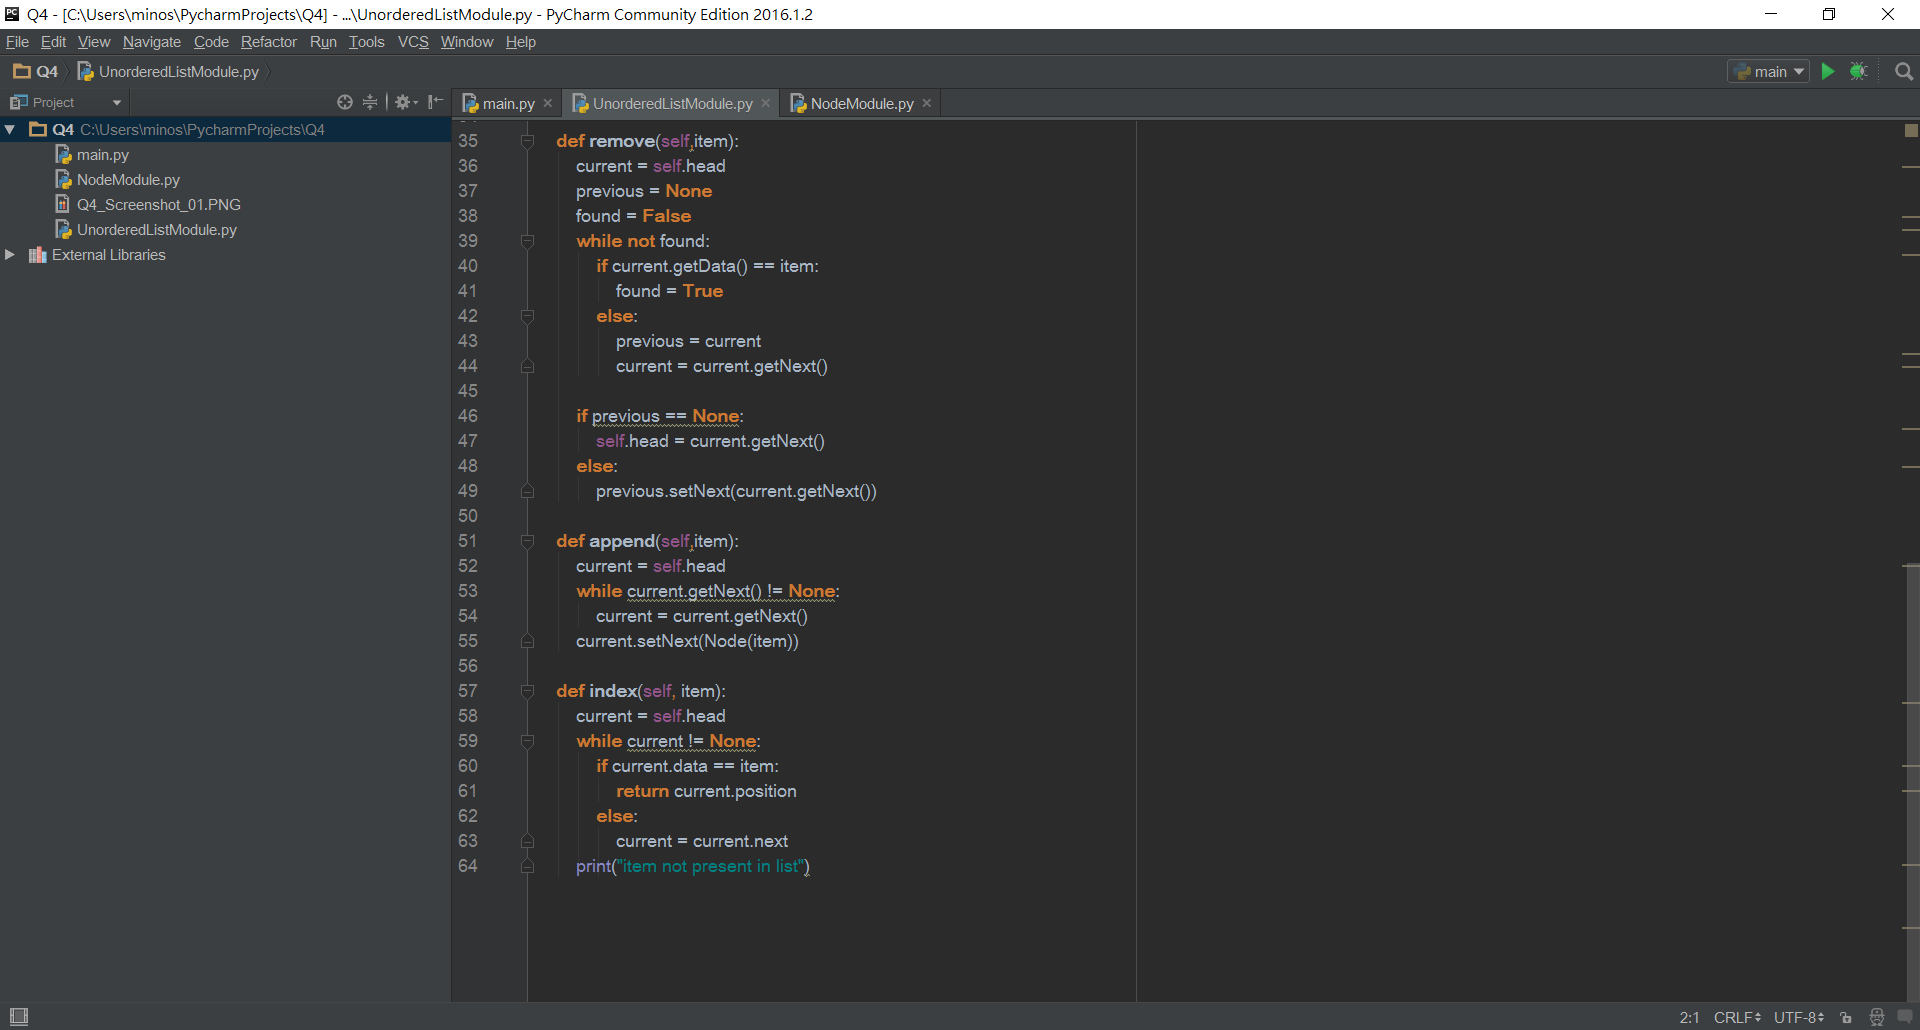 PC Q4 - [C:\Users\minos\PycharmProjects\Q4] - ...\UnorderedListModule.py - PyCharm Community Edition 2016.1.2
File Edit View Navigate Code Refactor Run Tools VCS Window Help
Q4 UnorderedListModule.py main
Project main.py UnorderedListModule.py NodeModule.py
Q4 C:\Users\minos\PycharmProjects\Q4
main.py
NodeModule.py
Q4_Screenshot_01.PNG
UnorderedListModule.py
External Libraries
35 def remove(self,item):
36 current = self.head
37 previous = None
38 found = False
39 while not found:
40 if current.getData() == item:
41 found = True
42 else:
43 previous = current
44 current = current.getNext()
45
46 if previous == None:
47 self.head = current.getNext()
48 else:
49 previous.setNext(current.getNext())
50
51 def append(self,item):
52 current = self.head
53 while current.getNext() != None:
54 current = current.getNext()
55 current.setNext(Node(item))
56
57 def index(self, item):
58 current = self.head
59 while current != None:
60 if current.data == item:
61 return current.position
62 else:
63 current = current.next
64 print("item not present in list")
2:1 CRLF UTF-8